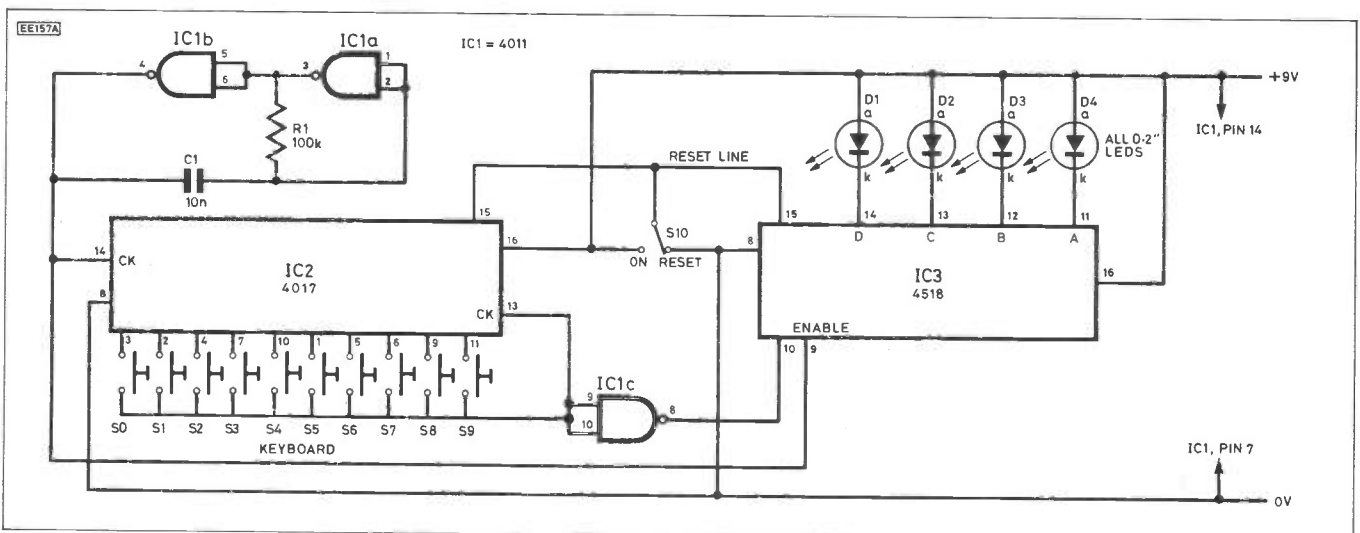 EE157A
IC1b
IC1a
IC1 = 4011
4
5
6
3
1
2
R1
100k
C1
10n
+9V
IC1, PIN 14
D1
a
k
D2
a
k
D3
a
k
D4
a
k
ALL 0·2"
LEDS
RESET LINE
15
16
14
CK
8
IC2
4017
CK
13
S10
ON
RESET
15
14
13
12
11
8
D
C
B
A
IC3
4518
16
ENABLE
10
9
3
2
4
7
10
1
5
6
9
11
S0
S1
S2
S3
S4
S5
S6
S7
S8
S9
KEYBOARD
IC1c
9
10
8
IC1, PIN 7
0V